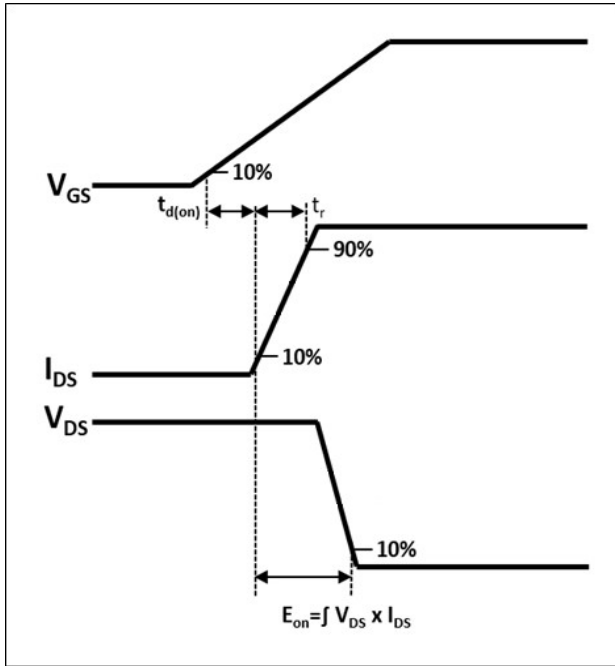 10%
V_GS
t_d(on)
t_r
90%
10%
I_DS
V_DS
10%
E_on=∫ V_DS x I_DS